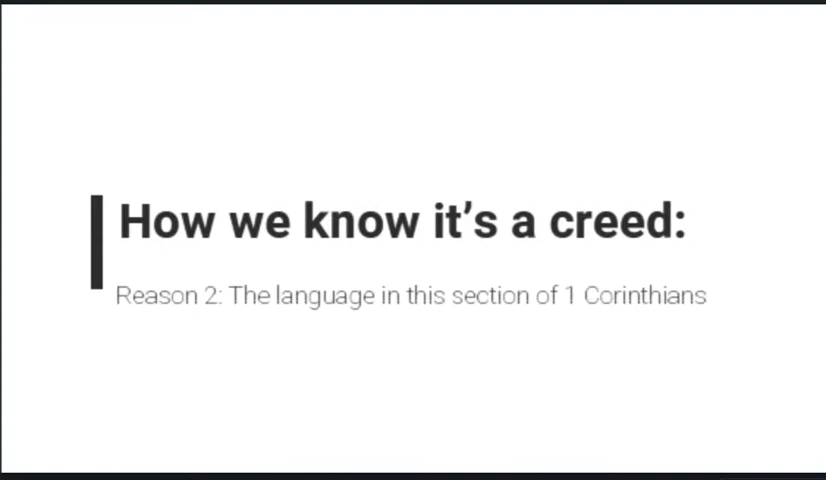 How we know it’s a creed:
Reason 2: The language in this section of 1 Corinthians